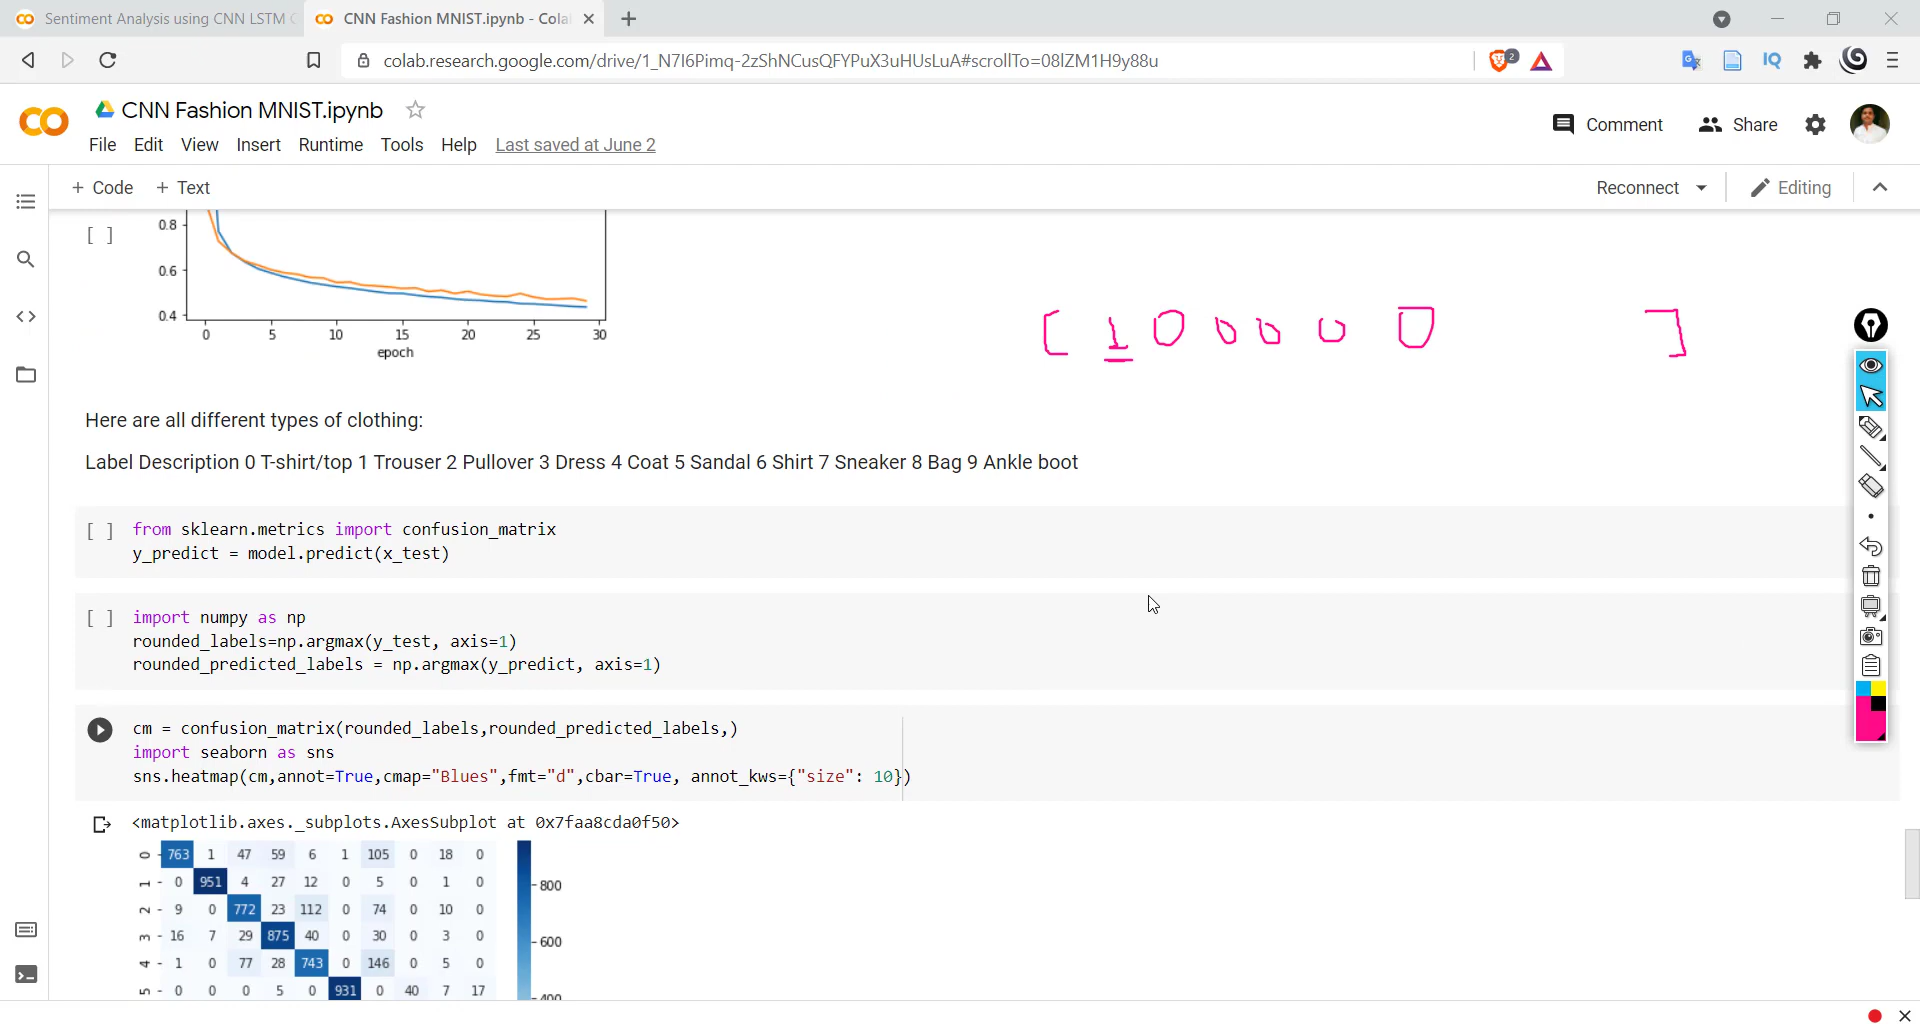 Sentiment Analysis using CNN LSTM
CNN Fashion MNIST.ipynb - Cola
colab.research.google.com/drive/1_N7I6Pimq-2zShNCusQFYPuX3uHUsLuA#scrollTo=08lZM1H9y88u
2
CNN Fashion MNIST.ipynb
Comment Share
File Edit View Insert Runtime Tools Help Last saved at June 2
+ Code + Text Reconnect Editing
[ ] 0.8
0.6
0.4
0 5 10 15 20 25 30
epoch
[ 1 0 0 0 0 0 ]
Here are all different types of clothing:
Label Description 0 T-shirt/top 1 Trouser 2 Pullover 3 Dress 4 Coat 5 Sandal 6 Shirt 7 Sneaker 8 Bag 9 Ankle boot
[ ] from sklearn.metrics import confusion_matrix
y_predict = model.predict(x_test)
[ ] import numpy as np
rounded_labels=np.argmax(y_test, axis=1)
rounded_predicted_labels = np.argmax(y_predict, axis=1)
cm = confusion_matrix(rounded_labels,rounded_predicted_labels,)
import seaborn as sns
sns.heatmap(cm,annot=True,cmap="Blues",fmt="d",cbar=True, annot_kws={"size": 10})
<matplotlib.axes._subplots.AxesSubplot at 0x7faa8cda0f50>
0 763 1 47 59 6 1 105 0 18 0
1 0 951 4 27 12 0 5 0 1 0 800
2 9 0 772 23 112 0 74 0 10 0
3 16 7 29 875 40 0 30 0 3 0 600
4 1 0 77 28 743 0 146 0 5 0
5 0 0 0 5 0 931 0 40 7 17 400